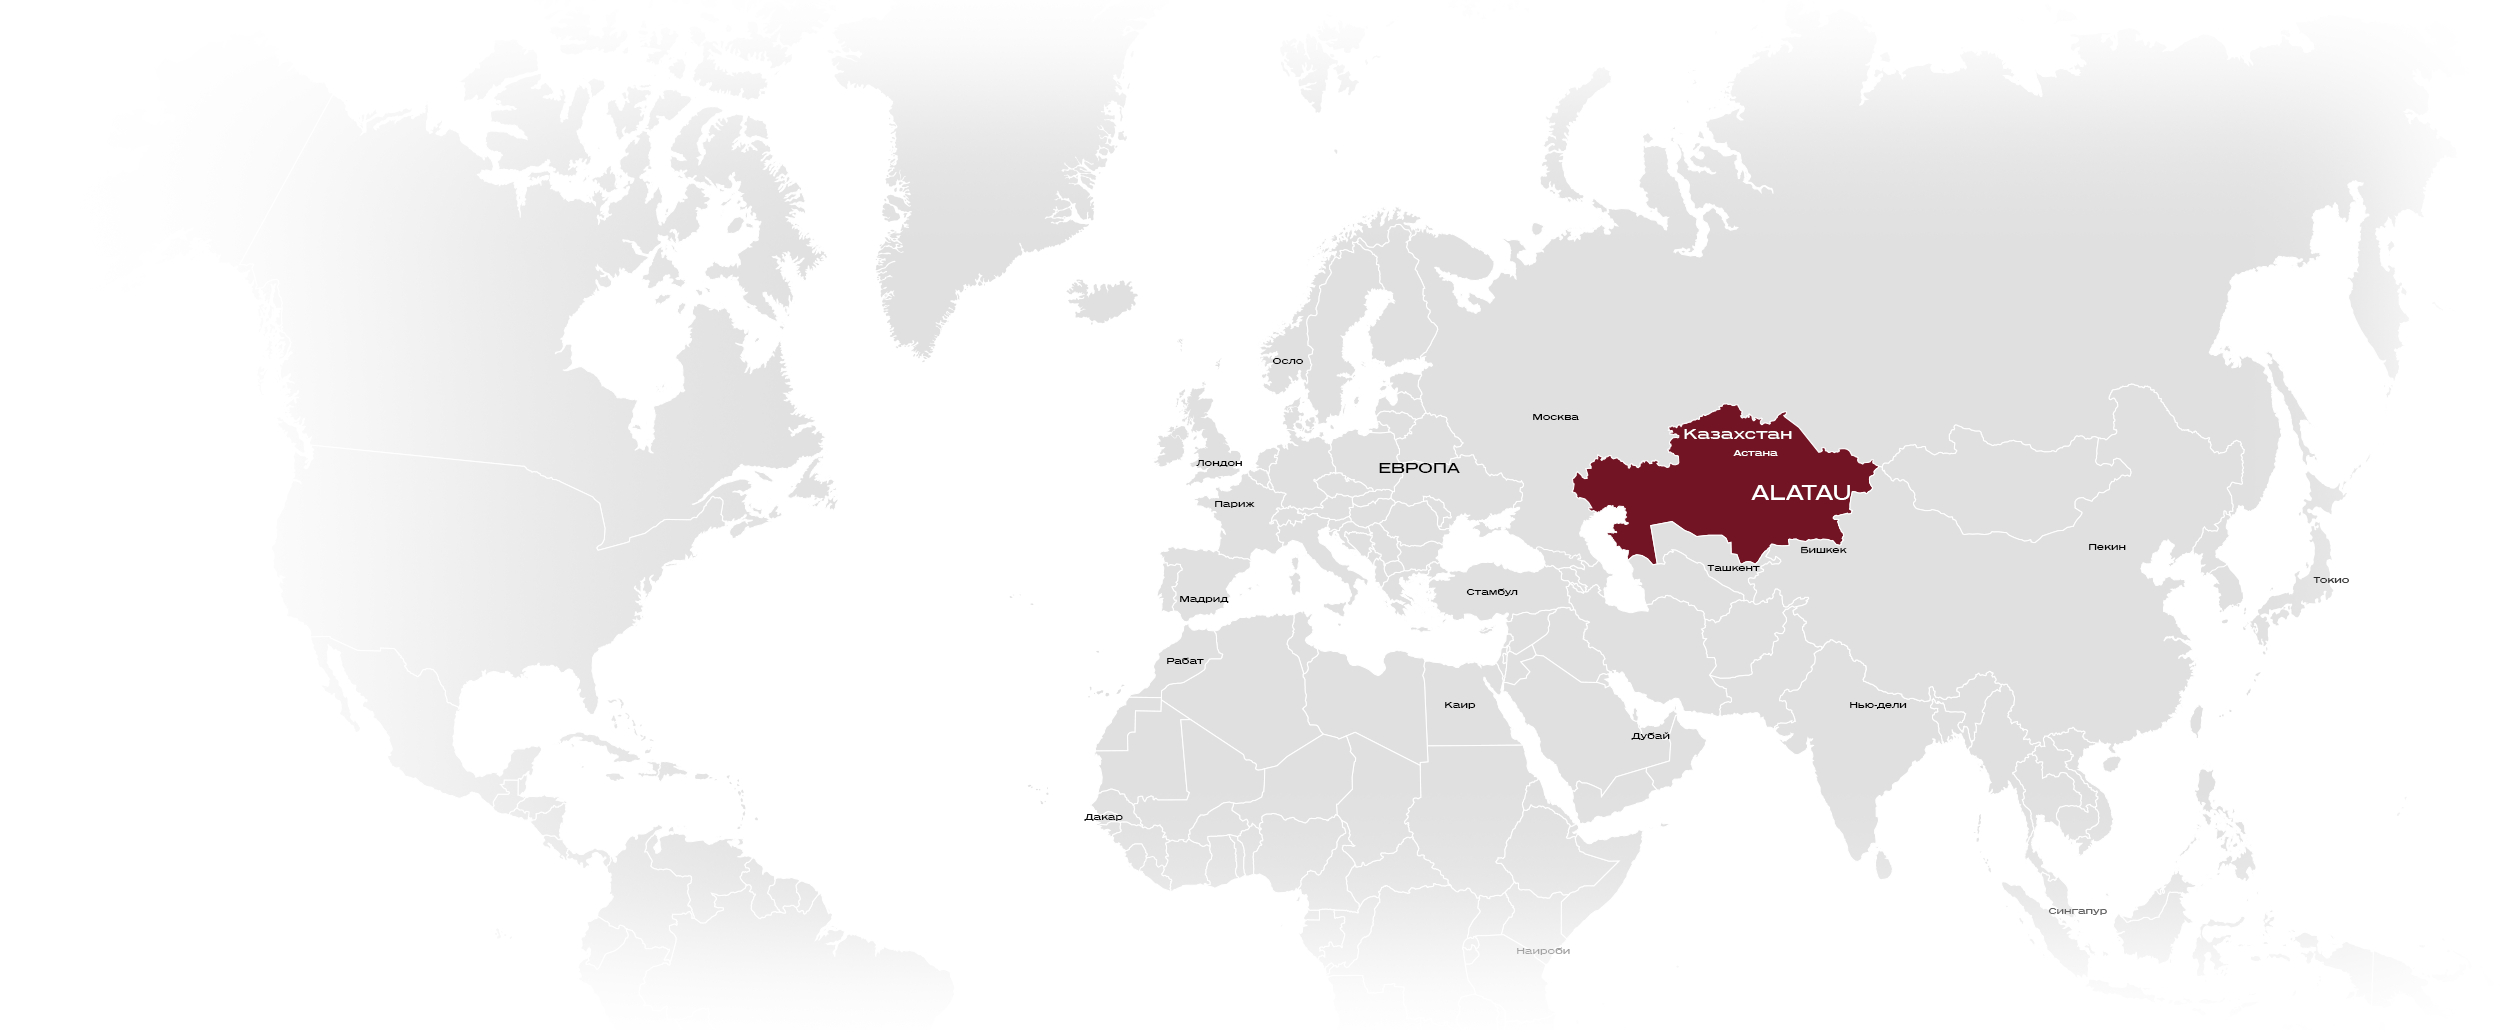 Осло
Москва
Казахстан
Астана
Лондон
ЕВРОПА
ALATAU
Париж
Пекин
Бишкек
Ташкент
Токио
Стамбул
Мадрид
Рабат
Каир
Нью-дели
Дубай
Дакар
Сингапур
Наироби